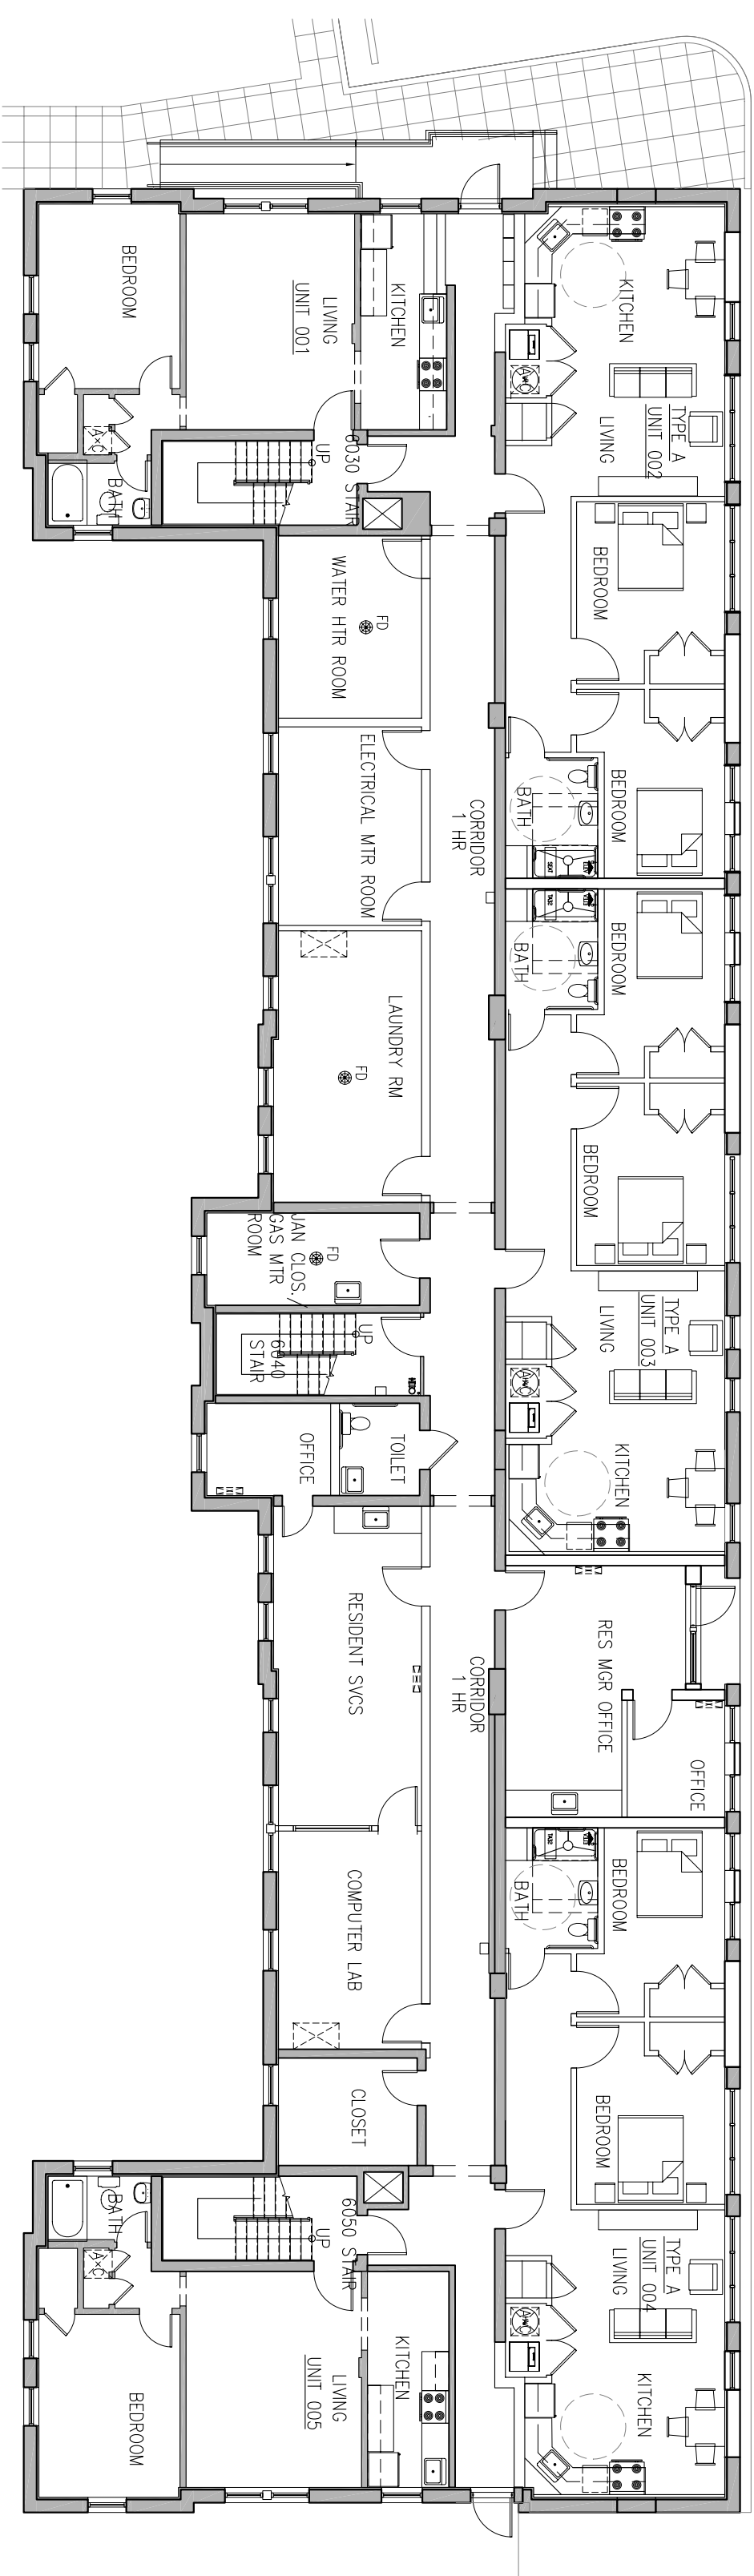 BEDROOM
LIVING
UNIT 001
KITCHEN
A×C
BATH
UP
6030 STAIR
KITCHEN
TYPE A
UNIT 002
LIVING
BEDROOM
BEDROOM
BATH
SEAT
WATER HTR ROOM
FD
ELECTRICAL MTR ROOM
CORRIDOR
1 HR
LAUNDRY RM
FD
BATH
SEAT
BEDROOM
BEDROOM
TYPE A
UNIT 003
LIVING
A/C
KITCHEN
JAN CLOS.
GAS MTR
ROOM
FD
UP
6040
STAIR
OFFICE
TOILET
RESIDENT SVCS
CORRIDOR
1 HR
RES MGR OFFICE
OFFICE
COMPUTER LAB
CLOSET
BATH
SEAT
BEDROOM
BEDROOM
TYPE A
UNIT 004
LIVING
A/C
KITCHEN
6050 STAIR
UP
BATH
A×C
KITCHEN
LIVING
UNIT 005
BEDROOM